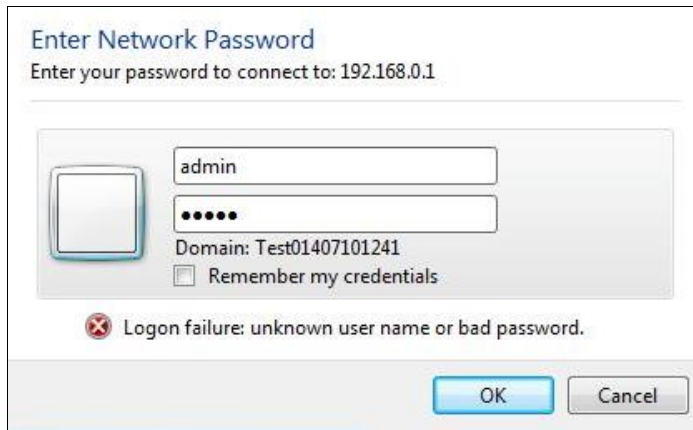 Enter Network Password
Enter your password to connect to: 192.168.0.1
admin
●●●●●
Domain: Test01407101241
Remember my credentials
Logon failure: unknown user name or bad password.
OK
Cancel